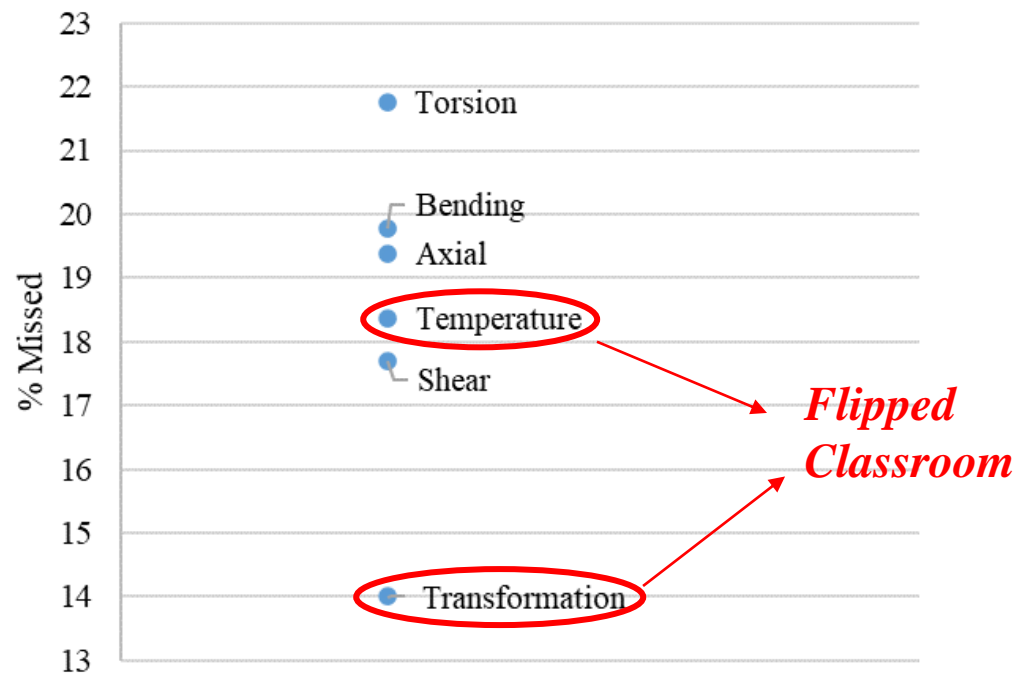 23
22
Torsion
21
Bending
20
Axial
19
Temperature
18
Shear
17
16
15
14
Transformation
13
% Missed
Flipped
Classroom